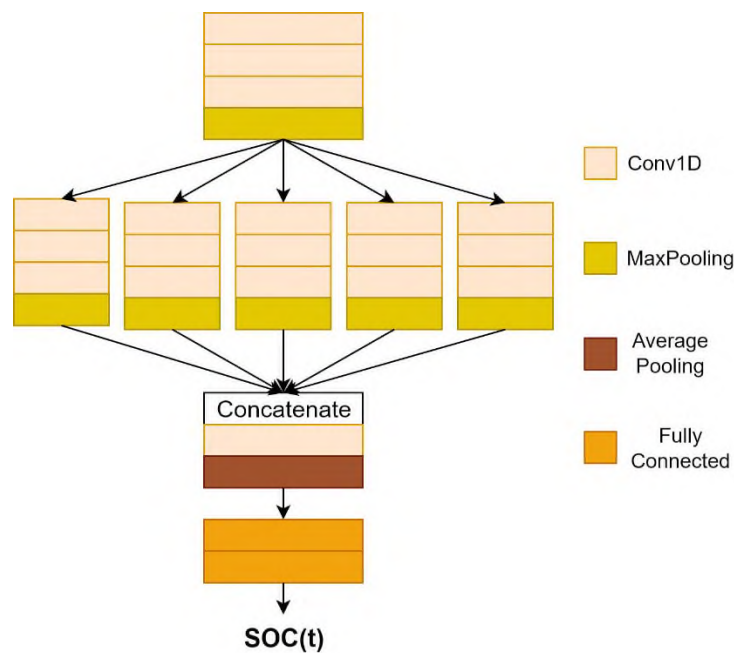 Conv1D
MaxPooling
Average
Pooling
Concatenate
Fully
Connected
SOC(t)